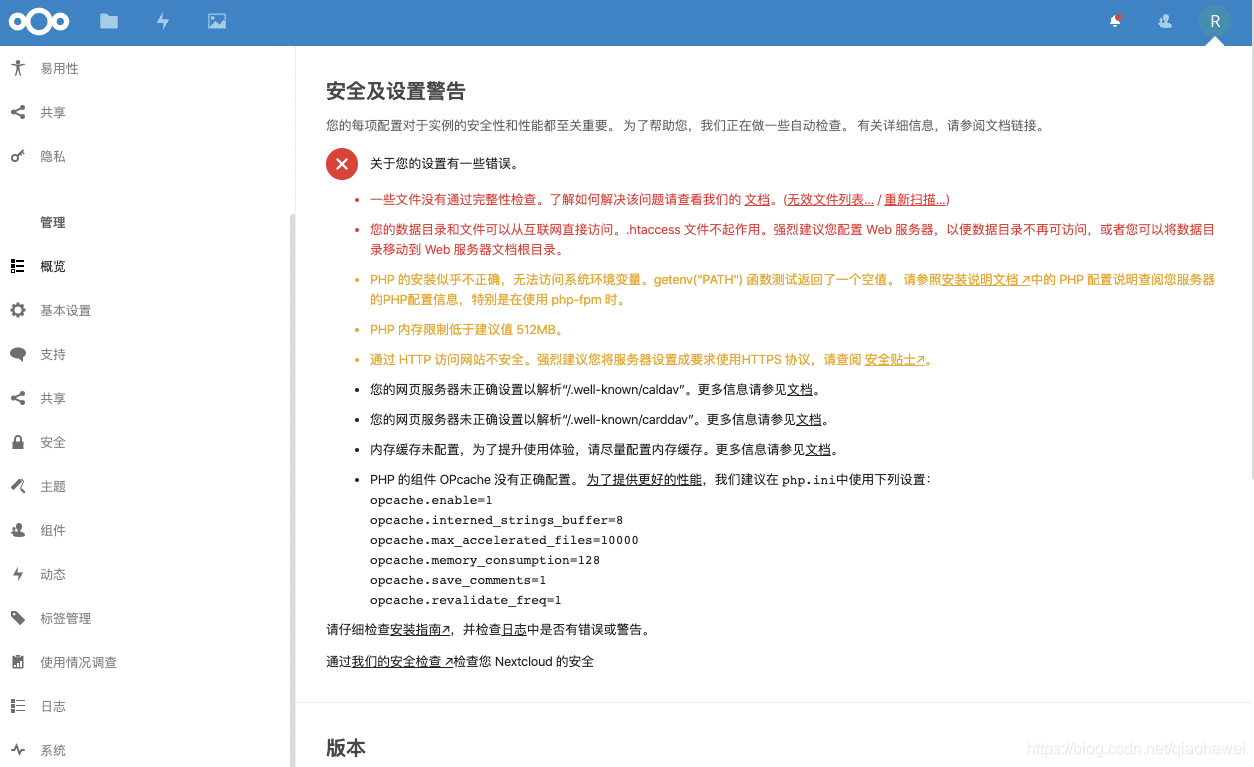 R
易用性
共享
隐私
管理
概览
基本设置
支持
共享
安全
主题
组件
动态
标签管理
使用情况调查
日志
系统
安全及设置警告
您的每项配置对于实例的安全性和性能都至关重要。 为了帮助您，我们正在做一些自动检查。 有关详细信息，请参阅文档链接。
关于您的设置有一些错误。
• 一些文件没有通过完整性检查。了解如何解决该问题请查看我们的 文档。(无效文件列表... / 重新扫描...)
• 您的数据目录和文件可以从互联网直接访问。.htaccess 文件不起作用。强烈建议您配置 Web 服务器，以便数据目录不再可访问，或者您可以将数据目
录移动到 Web 服务器文档根目录。
• PHP 的安装似乎不正确，无法访问系统环境变量。getenv("PATH") 函数测试返回了一个空值。 请参照安装说明文档 ↗中的 PHP 配置说明查阅您服务器
的PHP配置信息，特别是在使用 php-fpm 时。
• PHP 内存限制低于建议值 512MB。
• 通过 HTTP 访问网站不安全。强烈建议您将服务器设置成要求使用HTTPS 协议，请查阅 安全贴士↗。
• 您的网页服务器未正确设置以解析“/.well-known/caldav”。更多信息请参见文档。
• 您的网页服务器未正确设置以解析“/.well-known/carddav”。更多信息请参见文档。
• 内存缓存未配置，为了提升使用体验，请尽量配置内存缓存。更多信息请参见文档。
• PHP 的组件 OPcache 没有正确配置。 为了提供更好的性能，我们建议在 php.ini中使用下列设置：
opcache.enable=1
opcache.interned_strings_buffer=8
opcache.max_accelerated_files=10000
opcache.memory_consumption=128
opcache.save_comments=1
opcache.revalidate_freq=1
请仔细检查安装指南↗，并检查日志中是否有错误或警告。
通过我们的安全检查 ↗检查您 Nextcloud 的安全
版本
https://blog.csdn.net/qiaohewei